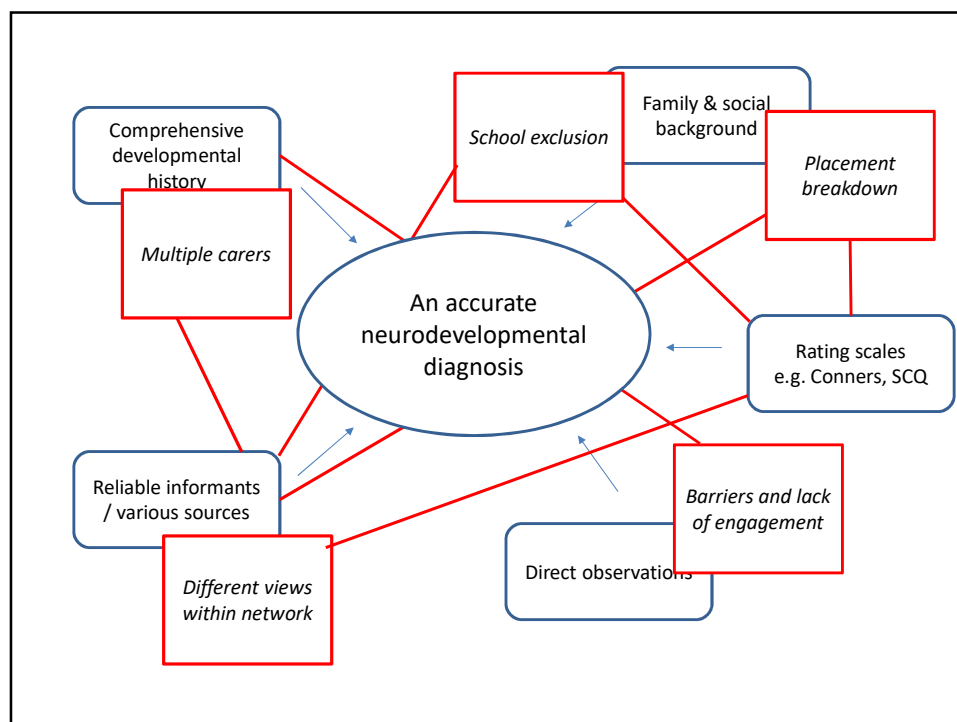 Comprehensive
developmental
history
Multiple carers
School exclusion
Family & social
background
Placement
breakdown
An accurate
neurodevelopmental
diagnosis
Rating scales
e.g. Conners, SCQ
Reliable informants
/ various sources
Different views
within network
Direct observations
Barriers and lack
of engagement